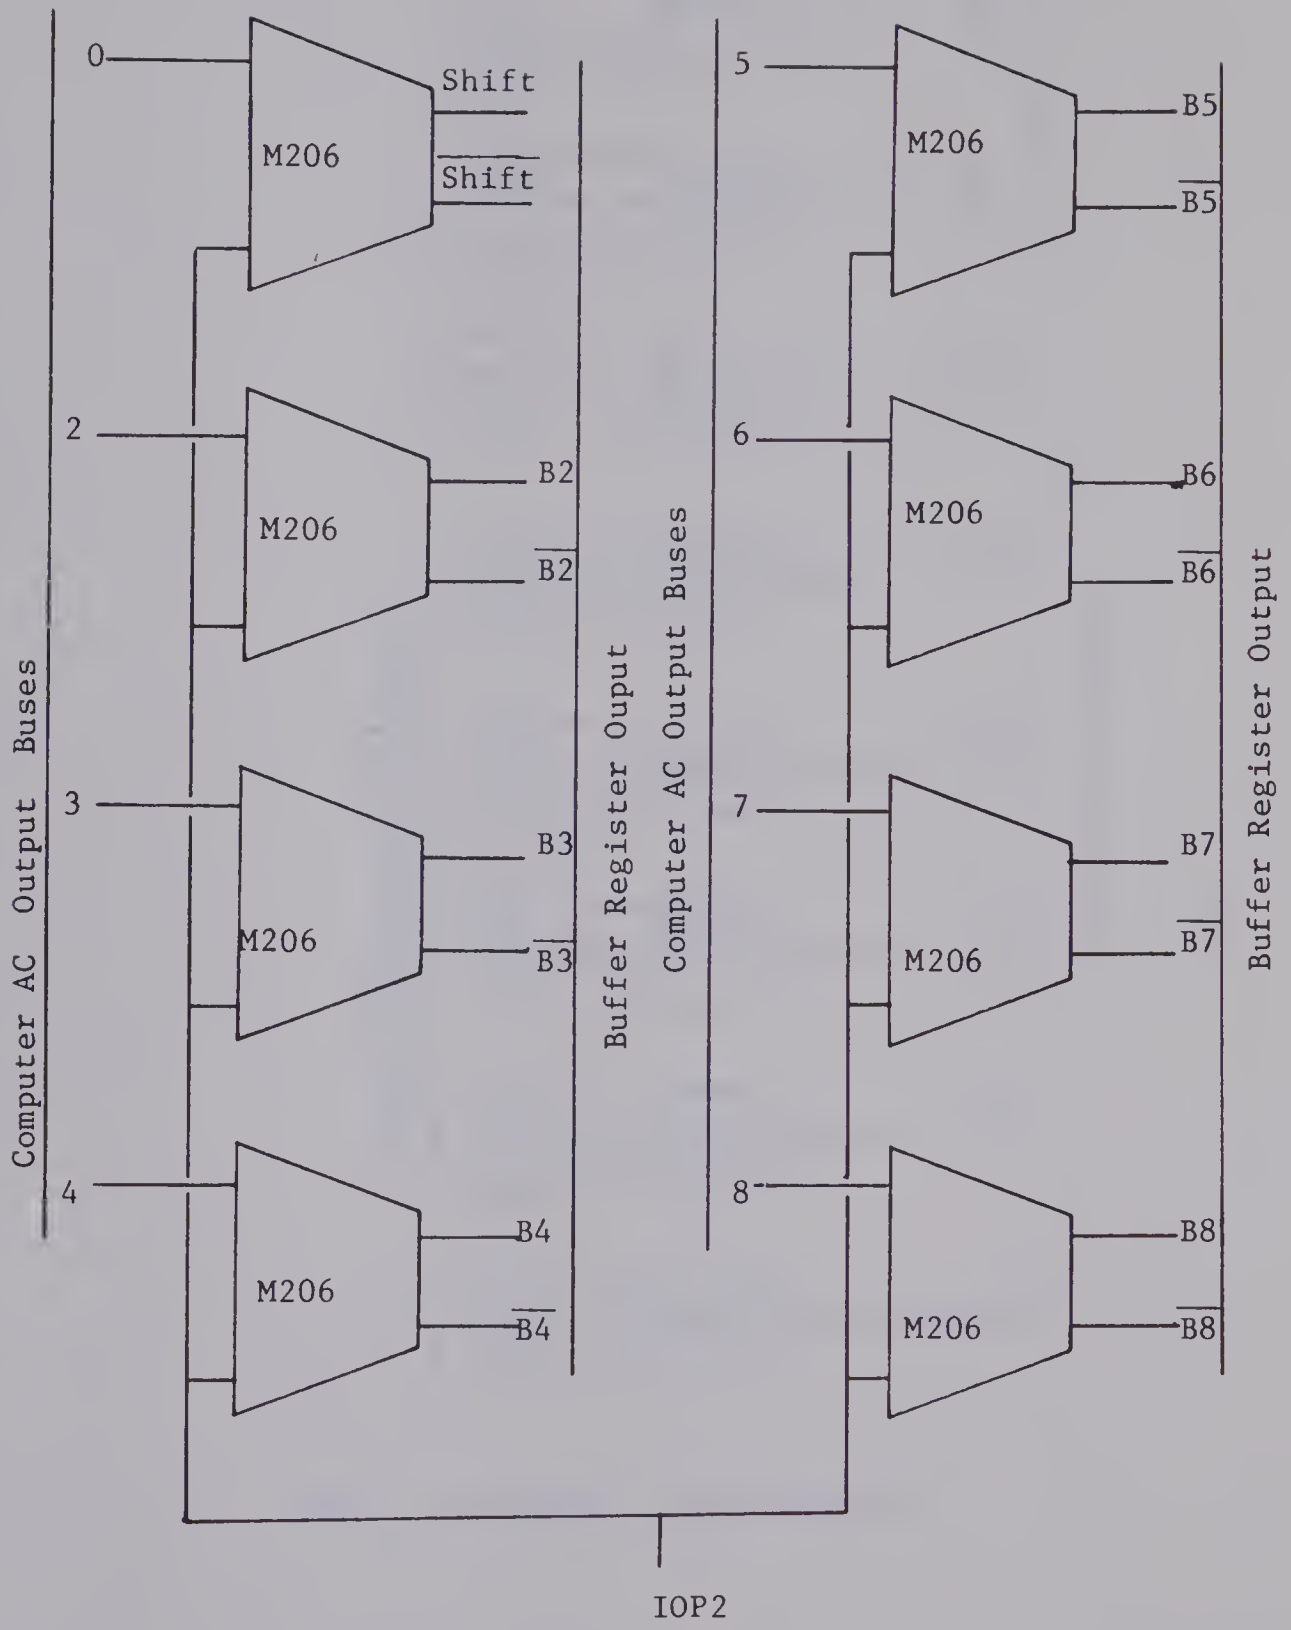 0
Shift
M206
Shift
2
B2
M206
B2
3
B3
M206
B3
4
B4
M206
B4
Computer AC Output Buses
Buffer Register Ouput
5
B5
M206
B5
6
B6
M206
B6
7
B7
M206
B7
8
B8
M206
B8
Computer AC Output Buses
Buffer Register Output
IOP2